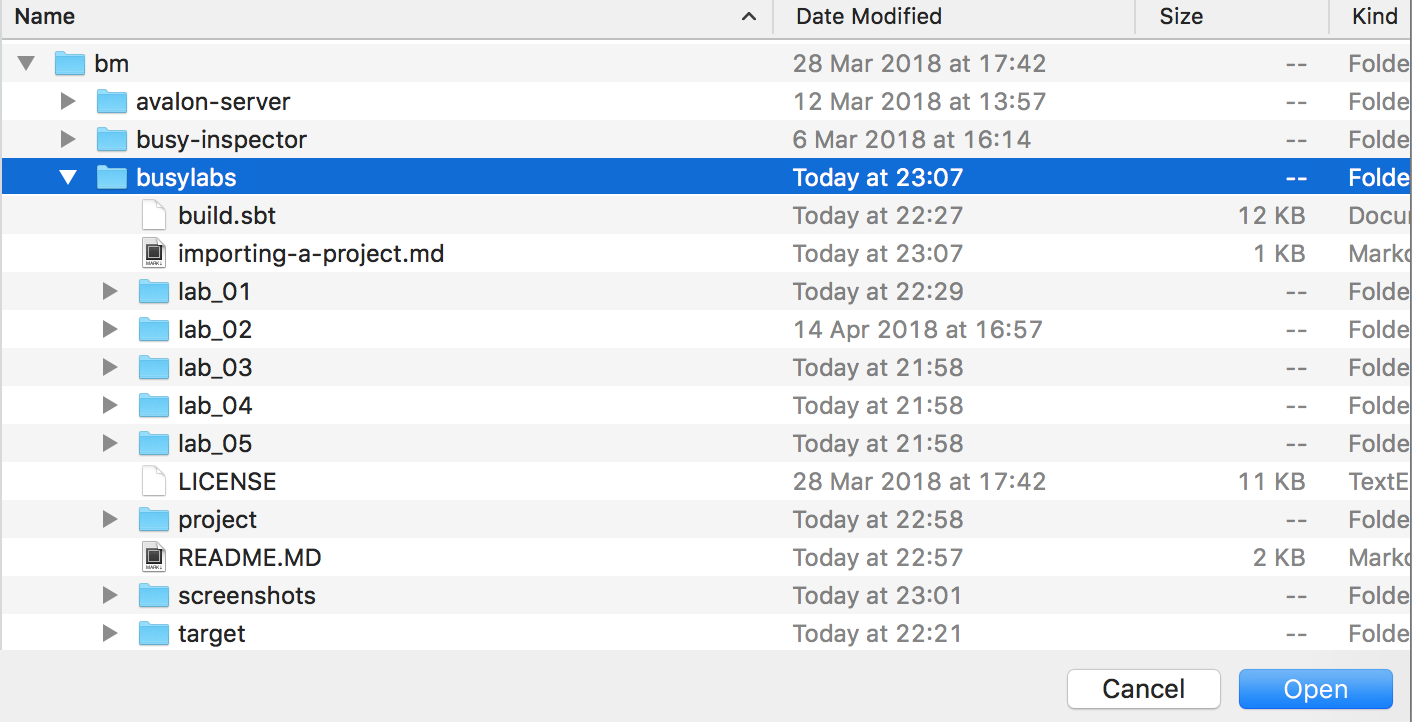 Name Date Modified Size Kind
bm 28 Mar 2018 at 17:42 -- Folde
avalon-server 12 Mar 2018 at 13:57 -- Folde
busy-inspector 6 Mar 2018 at 16:14 -- Folde
busylabs Today at 23:07 -- Folde
build.sbt Today at 22:27 12 KB Docu
importing-a-project.md Today at 23:07 1 KB Mark
lab_01 Today at 22:29 -- Folde
lab_02 14 Apr 2018 at 16:57 -- Folde
lab_03 Today at 21:58 -- Folde
lab_04 Today at 21:58 -- Folde
lab_05 Today at 21:58 -- Folde
LICENSE 28 Mar 2018 at 17:42 11 KB TextE
project Today at 22:58 -- Folde
README.MD Today at 22:57 2 KB Mark
screenshots Today at 23:01 -- Folde
target Today at 22:21 -- Folde
Cancel Open